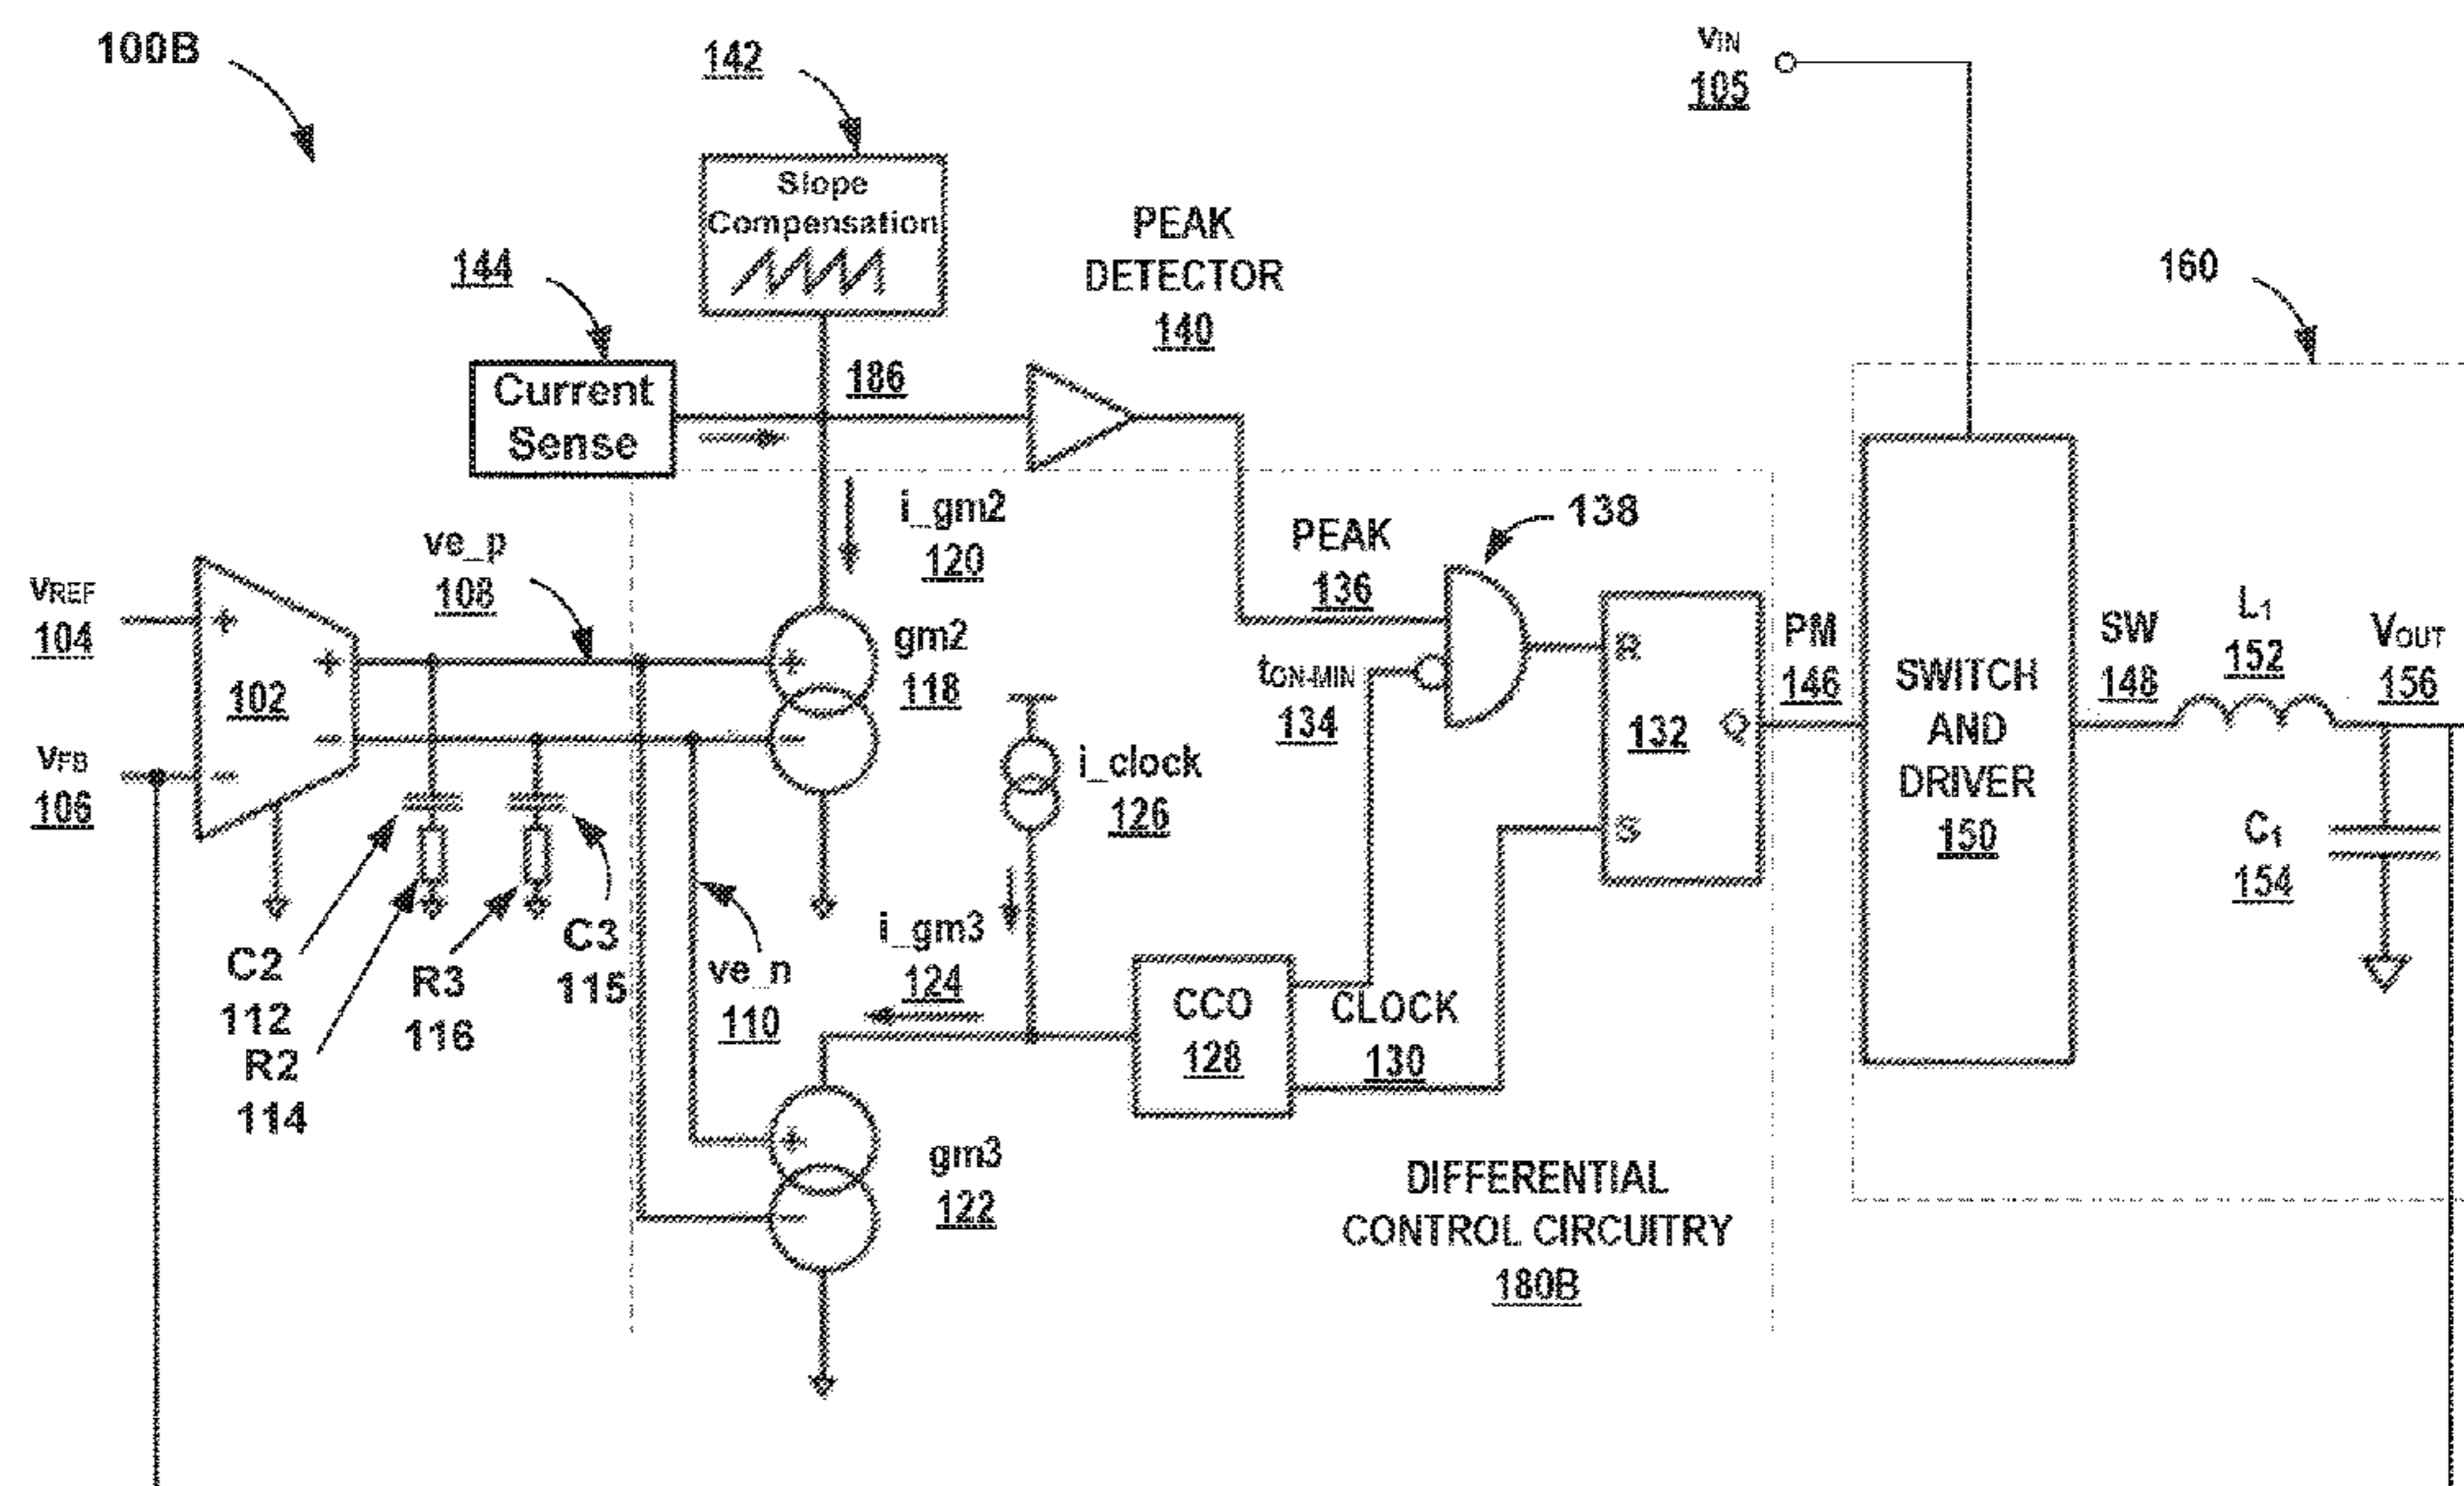 100B
142
Slope
Compensation
144
Current
Sense
186
PEAK
DETECTOR
140
VIN
105
160
i_gm2
120
ve_p
108
VREF
104
+
+
102
-
VFB
106
-
gm2
118
+
-
i_clock
126
PEAK
136
138
tON-MIN
134
R
132
Q
S
PM
146
SWITCH
AND
DRIVER
150
SW
148
L1
152
VOUT
156
C1
154
C2
112
R2
114
R3
116
C3
115
ve_n
110
i_gm3
124
CCO
128
CLOCK
130
+
-
gm3
122
DIFFERENTIAL
CONTROL CIRCUITRY
180B